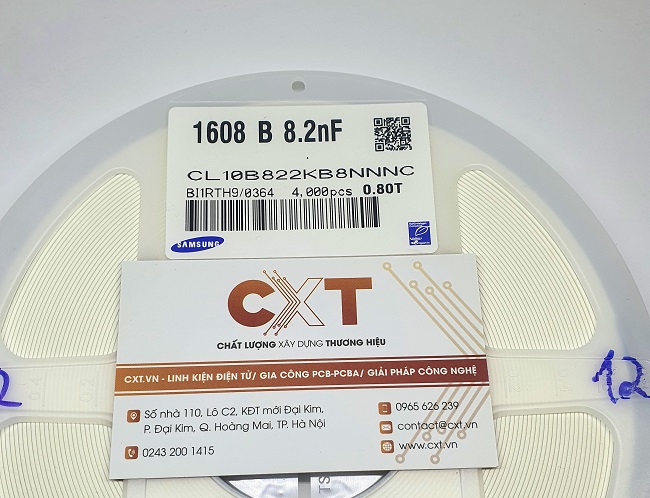 1608 B 8.2nF
CL10B822KB8NNNC
BI1RTH9/0364 4,000pcs 0.80T
SAMSUNG
CXT
CHẤT LƯỢNG XÂY DỰNG THƯƠNG HIỆU
CXT.VN - LINH KIỆN ĐIỆN TỬ/ GIA CÔNG PCB-PCBA/ GIẢI PHÁP CÔNG NGHỆ
Số nhà 110, Lô C2, KĐT mới Đại Kim,
P. Đại Kim, Q. Hoàng Mai, TP. Hà Nội
0243 200 1415
0965 626 239
contact@cxt.vn
www.cxt.vn
2
12
TS